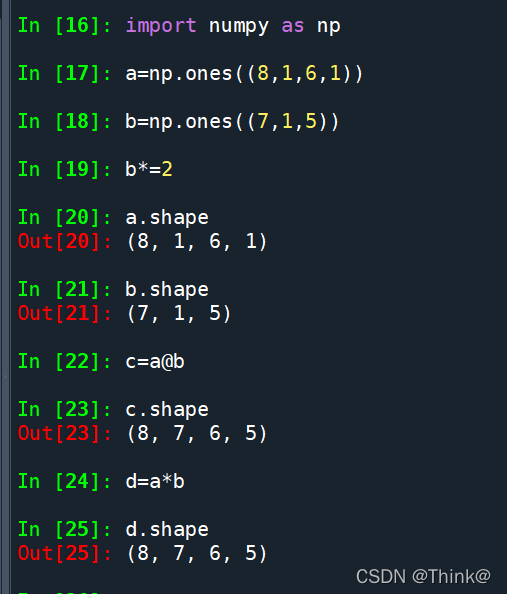 In [16]: import numpy as np
In [17]: a=np.ones((8,1,6,1))
In [18]: b=np.ones((7,1,5))
In [19]: b*=2
In [20]: a.shape
Out[20]: (8, 1, 6, 1)
In [21]: b.shape
Out[21]: (7, 1, 5)
In [22]: c=a@b
In [23]: c.shape
Out[23]: (8, 7, 6, 5)
In [24]: d=a*b
In [25]: d.shape
Out[25]: (8, 7, 6, 5)
CSDN @Think@